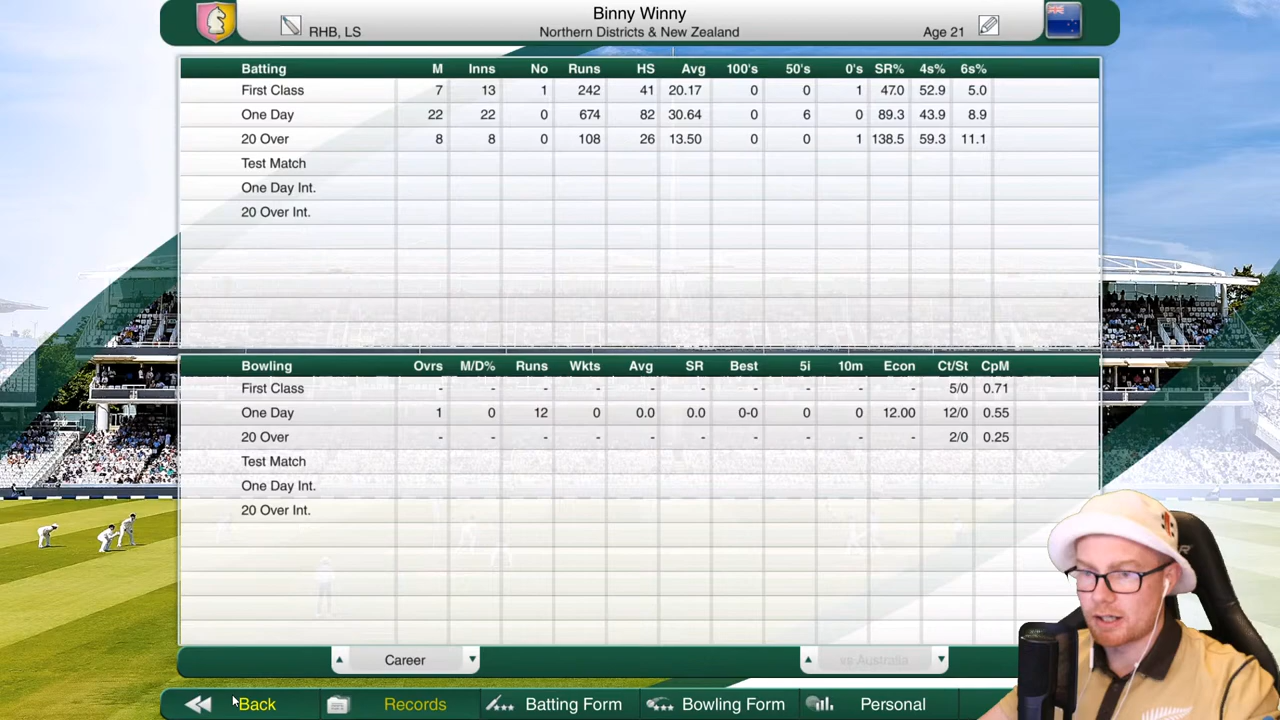 Binny Winny
RHB, LS Northern Districts & New Zealand Age 21
Batting M Inns No Runs HS Avg 100's 50's 0's SR% 4s% 6s%
First Class 7 13 1 242 41 20.17 0 0 1 47.0 52.9 5.0
One Day 22 22 0 674 82 30.64 0 6 0 89.3 43.9 8.9
20 Over 8 8 0 108 26 13.50 0 0 1 138.5 59.3 11.1
Test Match
One Day Int.
20 Over Int.
Bowling Ovrs M/D% Runs Wkts Avg SR Best 5i 10m Econ Ct/St CpM
First Class - - - - - - - - - - 5/0 0.71
One Day 1 0 12 0 0.0 0.0 0-0 0 0 12.00 12/0 0.55
20 Over - - - - - - - - - - 2/0 0.25
Test Match
One Day Int.
20 Over Int.
Career vs Australia
Back Records Batting Form Bowling Form Personal